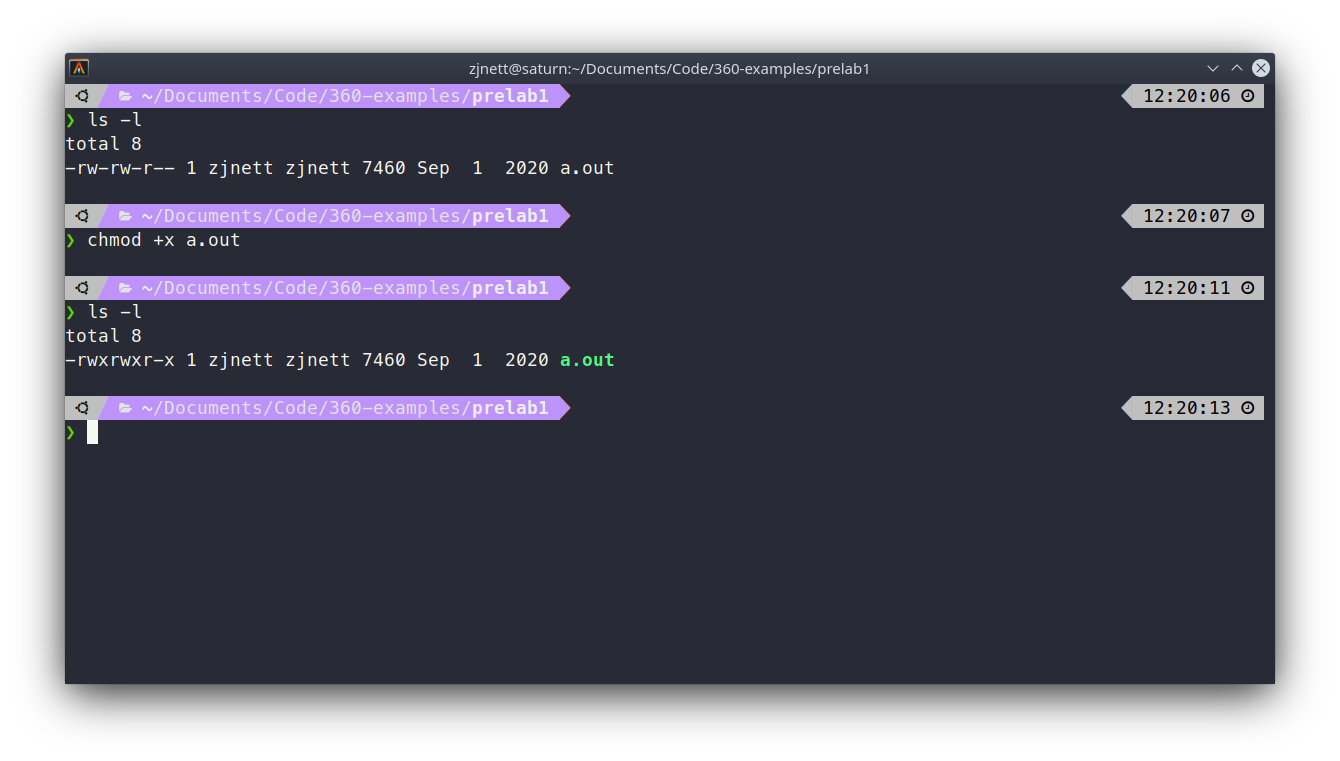 zjnett@saturn:~/Documents/Code/360-examples/prelab1
~/Documents/Code/360-examples/prelab1 12:20:06
❯ ls -l
total 8
-rw-rw-r-- 1 zjnett zjnett 7460 Sep  1  2020 a.out
~/Documents/Code/360-examples/prelab1 12:20:07
❯ chmod +x a.out
~/Documents/Code/360-examples/prelab1 12:20:11
❯ ls -l
total 8
-rwxrwxr-x 1 zjnett zjnett 7460 Sep  1  2020 a.out
~/Documents/Code/360-examples/prelab1 12:20:13
❯